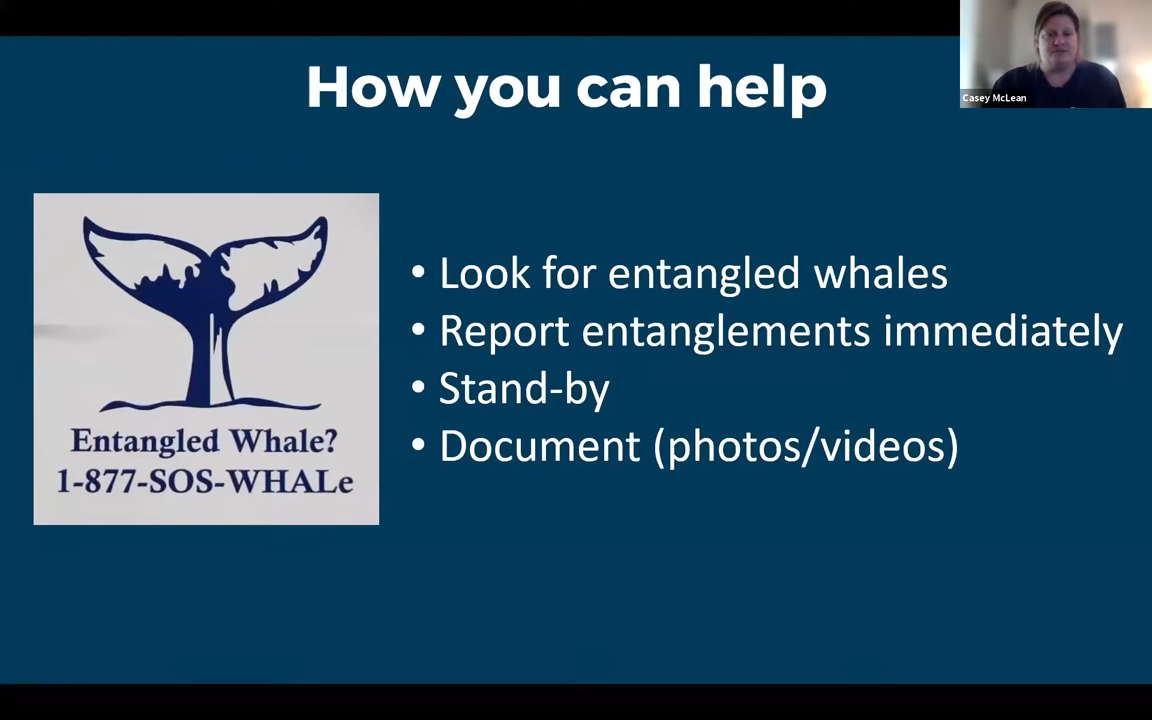 How you can help
Casey McLean
• Look for entangled whales
• Report entanglements immediately
• Stand-by
• Document (photos/videos)
Entangled Whale?
1-877-SOS-WHALe